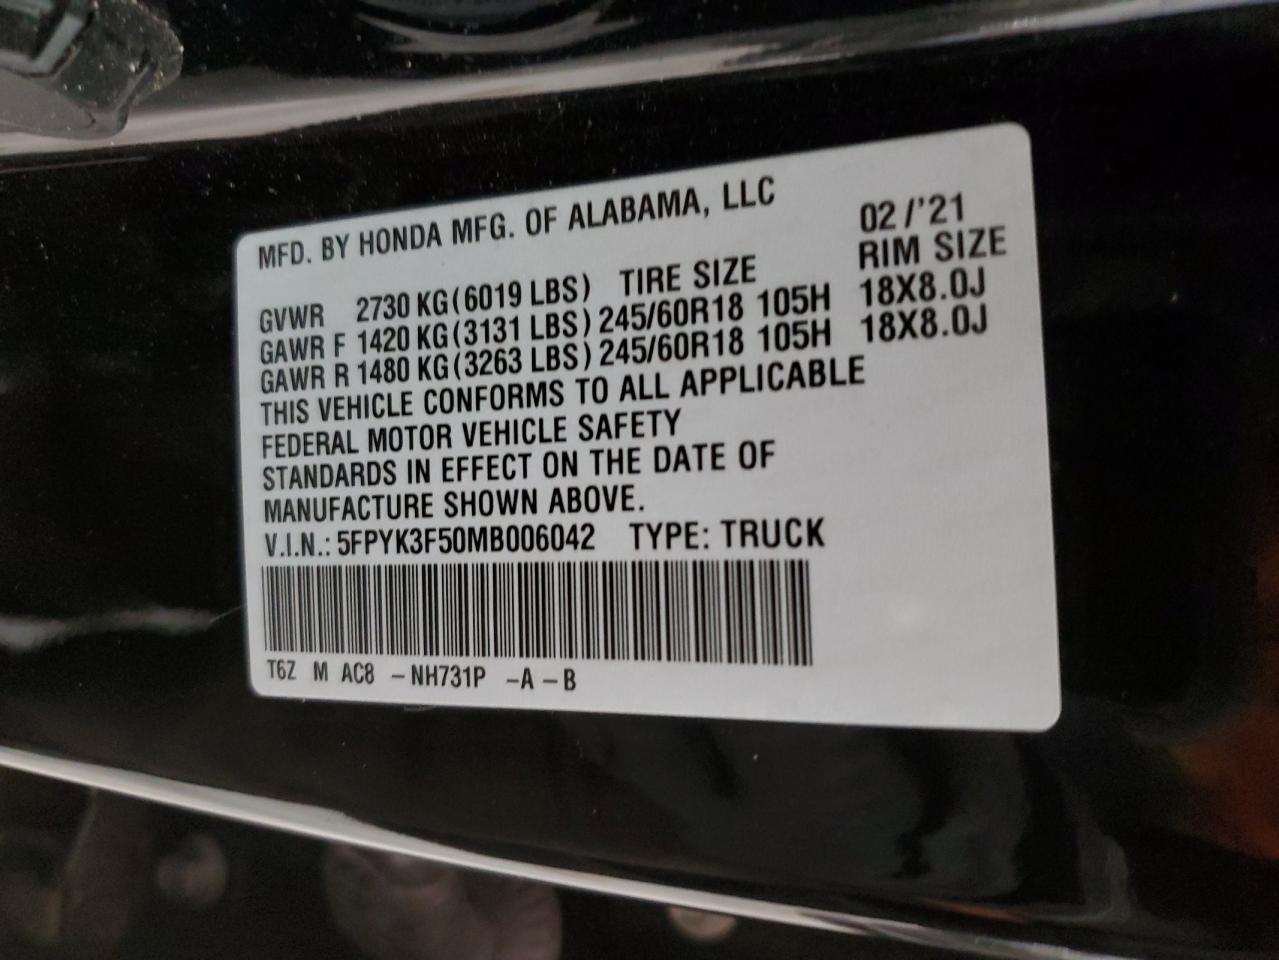 MFD. BY HONDA MFG. OF ALABAMA, LLC 02/'21
GVWR 2730 KG(6019 LBS) TIRE SIZE RIM SIZE
GAWR F 1420 KG(3131 LBS) 245/60R18 105H 18X8.0J
GAWR R 1480 KG(3263 LBS) 245/60R18 105H 18X8.0J
THIS VEHICLE CONFORMS TO ALL APPLICABLE
FEDERAL MOTOR VEHICLE SAFETY
STANDARDS IN EFFECT ON THE DATE OF
MANUFACTURE SHOWN ABOVE.
V.I.N.: 5FPYK3F50MB006042 TYPE: TRUCK
T6Z M AC8 –NH731P –A –B